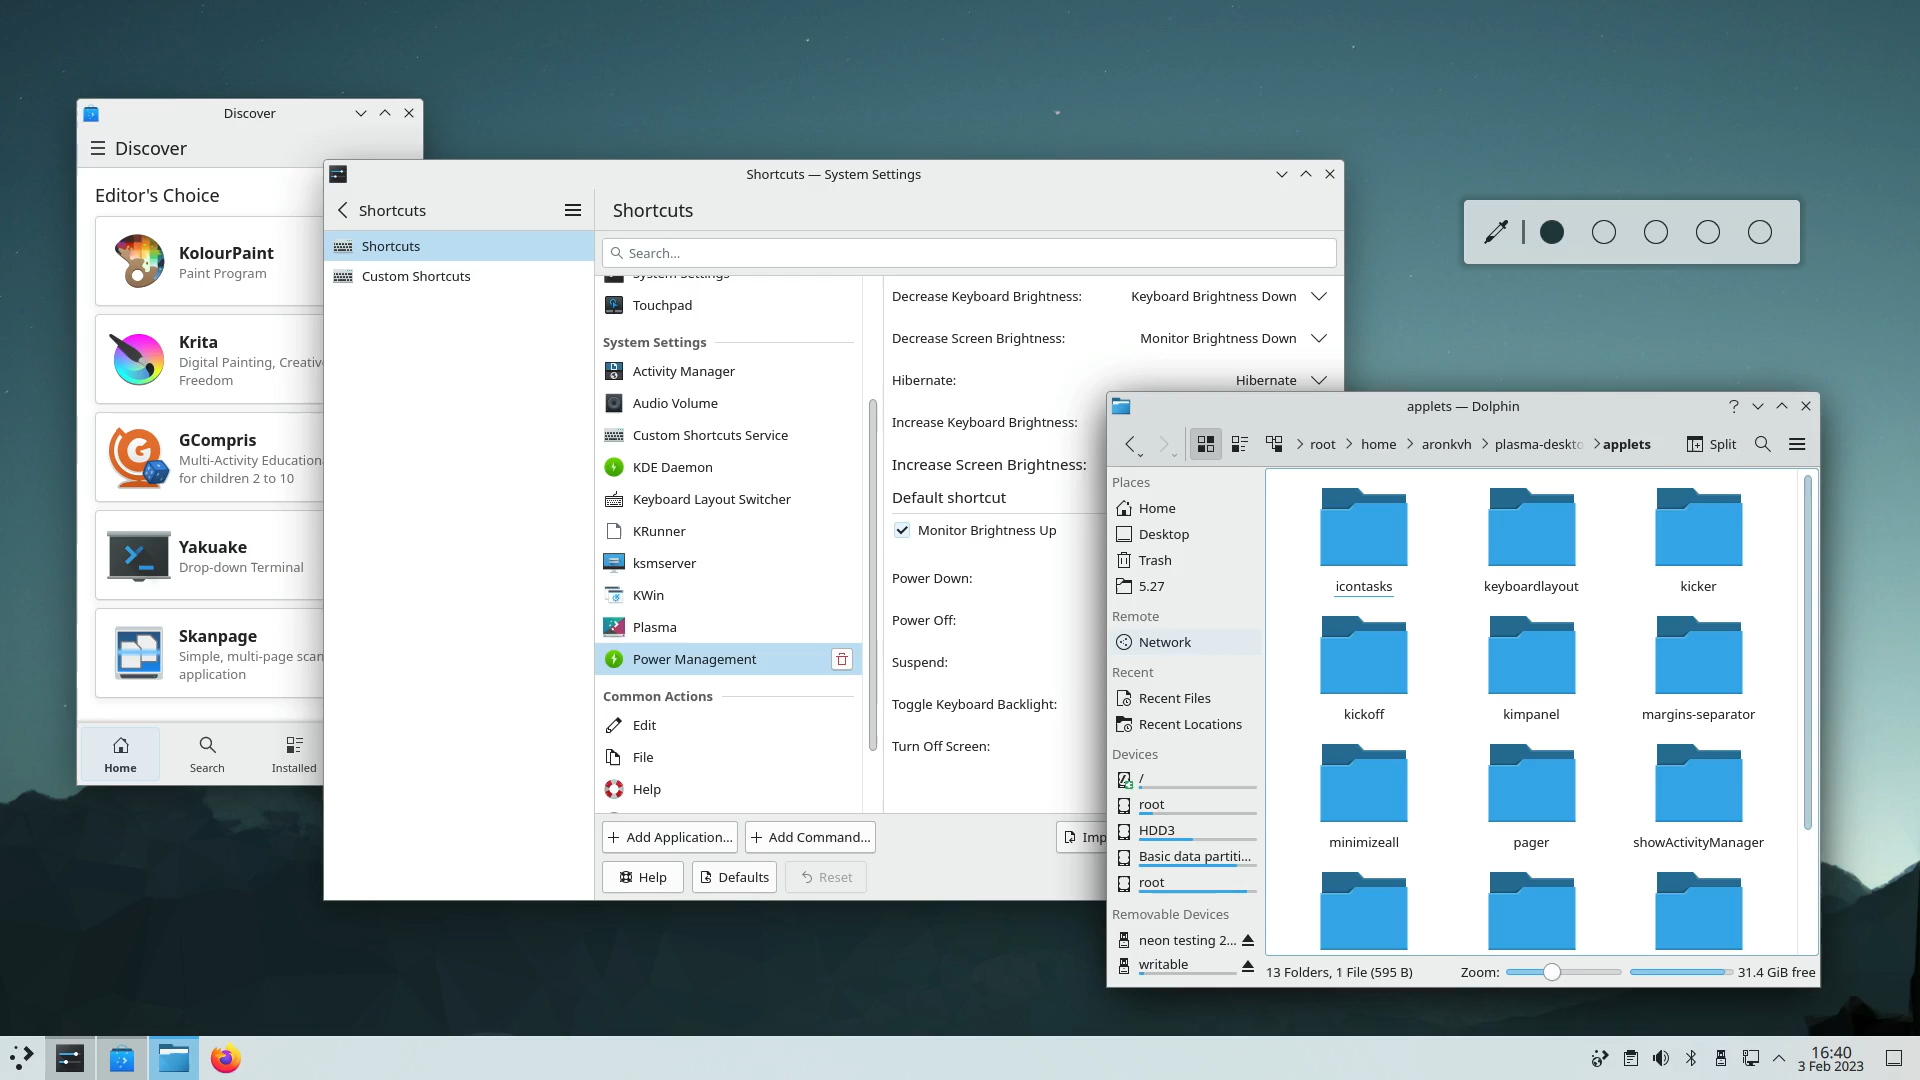 Discover
Discover
Editor's Choice
KolourPaint
Paint Program
Krita
Digital Painting, Creativ
Freedom
GCompris
Multi-Activity Education
for children 2 to 10
Yakuake
Drop-down Terminal
Skanpage
Simple, multi-page scan
application
Home
Search
Installed
Shortcuts — System Settings
Shortcuts
Shortcuts
Custom Shortcuts
Shortcuts
Search...
System Settings
Touchpad
System Settings
Activity Manager
Audio Volume
Custom Shortcuts Service
KDE Daemon
Keyboard Layout Switcher
KRunner
ksmserver
KWin
Plasma
Power Management
Common Actions
Edit
File
Help
Decrease Keyboard Brightness: Keyboard Brightness Down
Decrease Screen Brightness: Monitor Brightness Down
Hibernate: Hibernate
Increase Keyboard Brightness:
Increase Screen Brightness:
Default shortcut
Monitor Brightness Up
Power Down:
Power Off:
Suspend:
Toggle Keyboard Backlight:
Turn Off Screen:
Add Application... Add Command... Imp
Help Defaults Reset
applets — Dolphin
root home aronkvh plasma-deskto applets Split
Places
Home
Desktop
Trash
5.27
Remote
Network
Recent
Recent Files
Recent Locations
Devices
/
root
HDD3
Basic data partiti...
root
Removable Devices
neon testing 2...
writable
icontasks keyboardlayout kicker
kickoff kimpanel margins-separator
minimizeall pager showActivityManager
13 Folders, 1 File (595 B) Zoom: 31.4 GiB free
16:40
3 Feb 2023